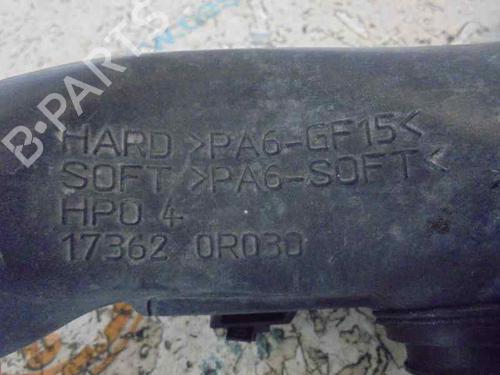 B-PARTS
HARD >PA6-GF15<
SOFT >PA6-SOFT<
HPO 4
17362 0R030